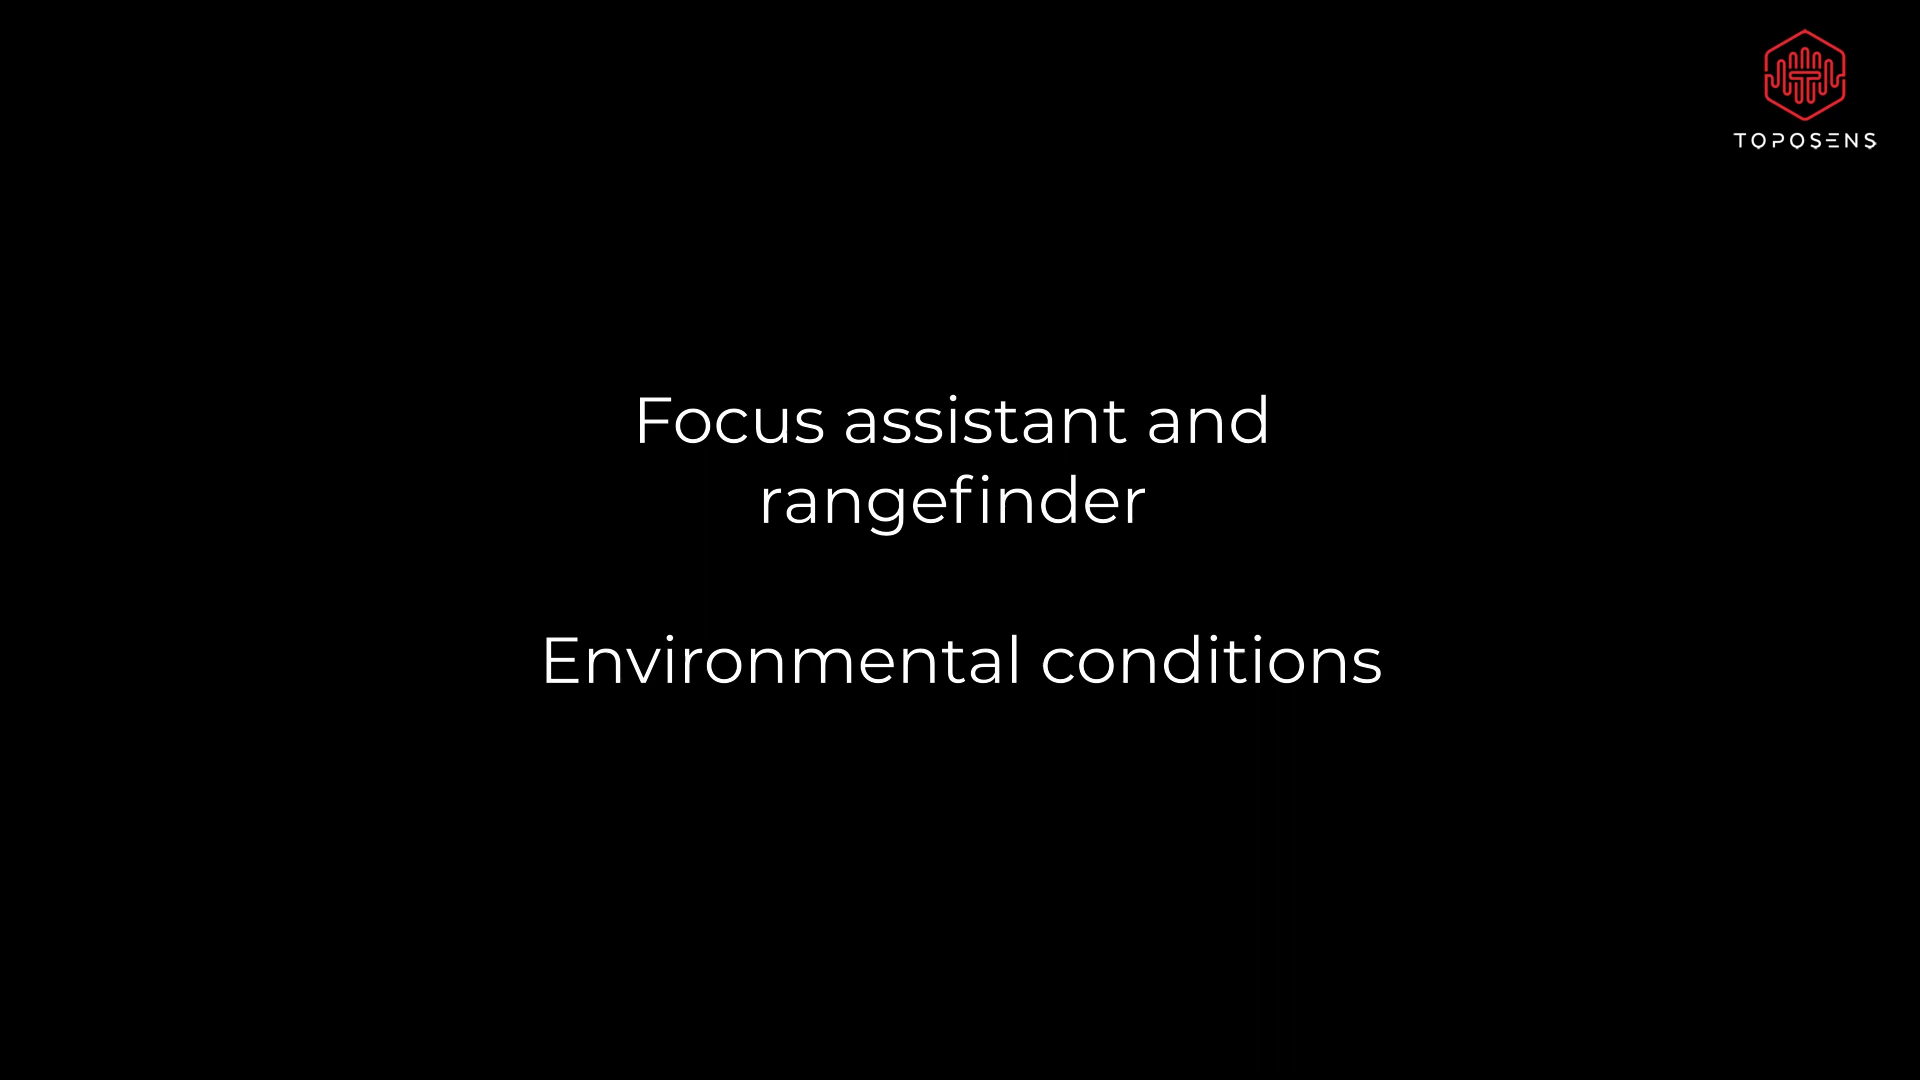 TOPOSENS
Focus assistant and
rangefinder
Environmental conditions